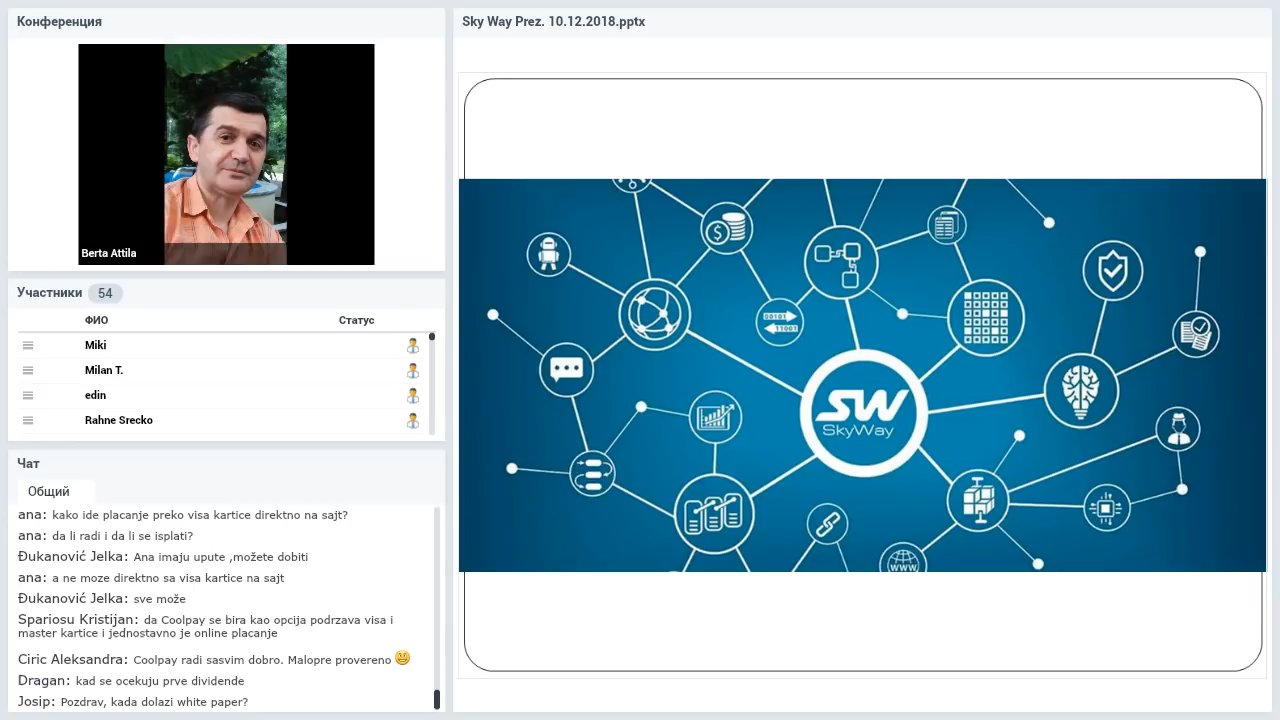 Конференция
Berta Attila
Участники 54
ФИО Статус
Miki
Milan T.
edin
Rahne Srecko
Чат
Общий
ana: kako ide placanje preko visa kartice direktno na sajt?
ana: da li radi i da li se isplati?
Đukanović Jelka: Ana imaju upute ,možete dobiti
ana: a ne moze direktno sa visa kartice na sajt
Đukanović Jelka: sve može
Spariosu Kristijan: da Coolpay se bira kao opcija podrzava visa i
master kartice i jednostavno je online placanje
Ciric Aleksandra: Coolpay radi sasvim dobro. Malopre provereno
Dragan: kad se ocekuju prve dividende
Josip: Pozdrav, kada dolazi white paper?
Sky Way Prez. 10.12.2018.pptx
$
00101
11001
SW
SkyWay
WWW